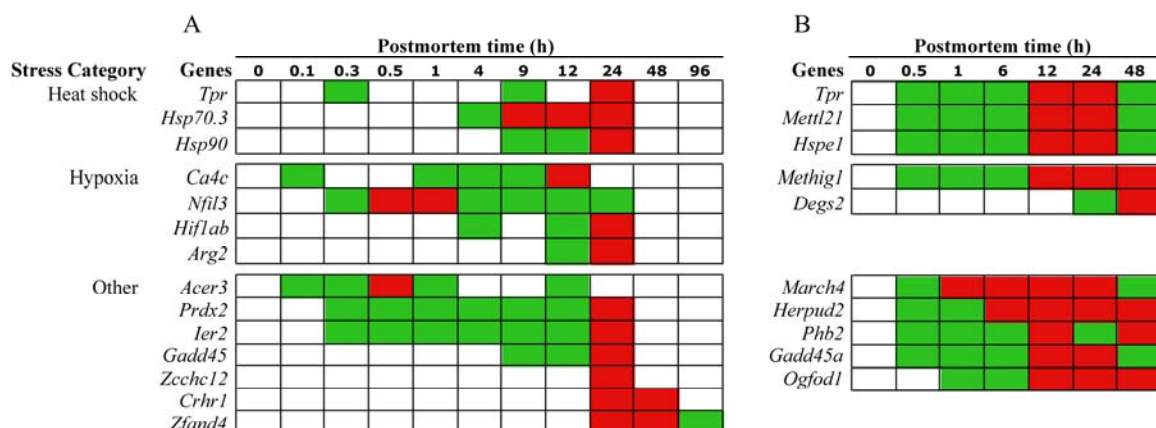 A B
Postmortem time (h) Postmortem time (h)
Stress Category Genes 0 0.1 0.3 0.5 1 4 9 12 24 48 96 Genes 0 0.5 1 6 12 24 48
Heat shock Tpr Tpr
Hsp70.3 Mettl21
Hsp90 Hspe1
Hypoxia Ca4c Methig1
Nfil3 Degs2
Hif1ab
Arg2
Other Acer3 March4
Prdx2 Herpud2
Ier2 Phb2
Gadd45 Gadd45a
Zcchc12 Ogfod1
Crhr1
Zfand4